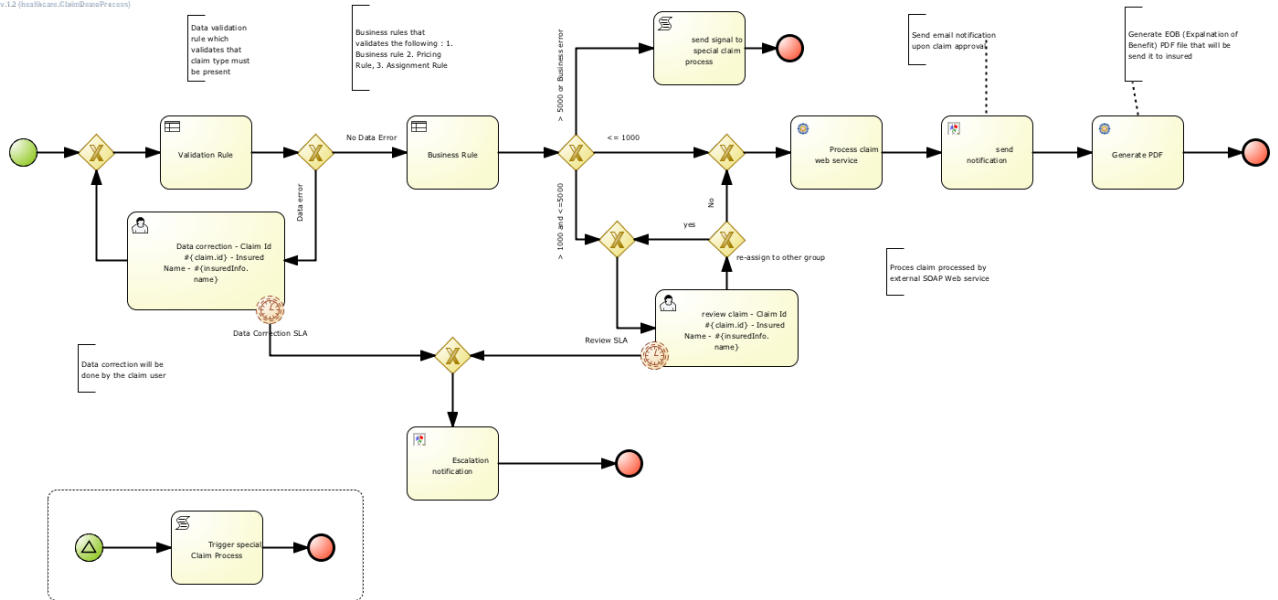 v.1.2 (healthcare.ClaimDemoProcess)
Data validation
rule which
validates that
claim type must
be present
Business rules that
validates the following : 1.
Business rule 2. Pricing
Rule, 3. Assignment Rule
> 5000 or Business error
send signal to
special claim
process
Send email notification
upon claim approval
Generate EOB (Expalnation of
Benefit) PDF file that will be
send it to insured
Validation Rule
No Data Error
Data error
Business Rule
<= 1000
> 1000 and <=5000
Process claim
web service
send
notification
Generate PDF
Data correction - Claim Id
#{claim.id} - Insured
Name - #{insuredInfo.
name}
Data Correction SLA
yes
No
re-assign to other group
review claim - Claim Id
#{claim.id} - Insured
Name - #{insuredInfo.
name}
Review SLA
Proces claim processed by
external SOAP Web service
Data correction will be
done by the claim user
Escalation
notification
Trigger special
Claim Process